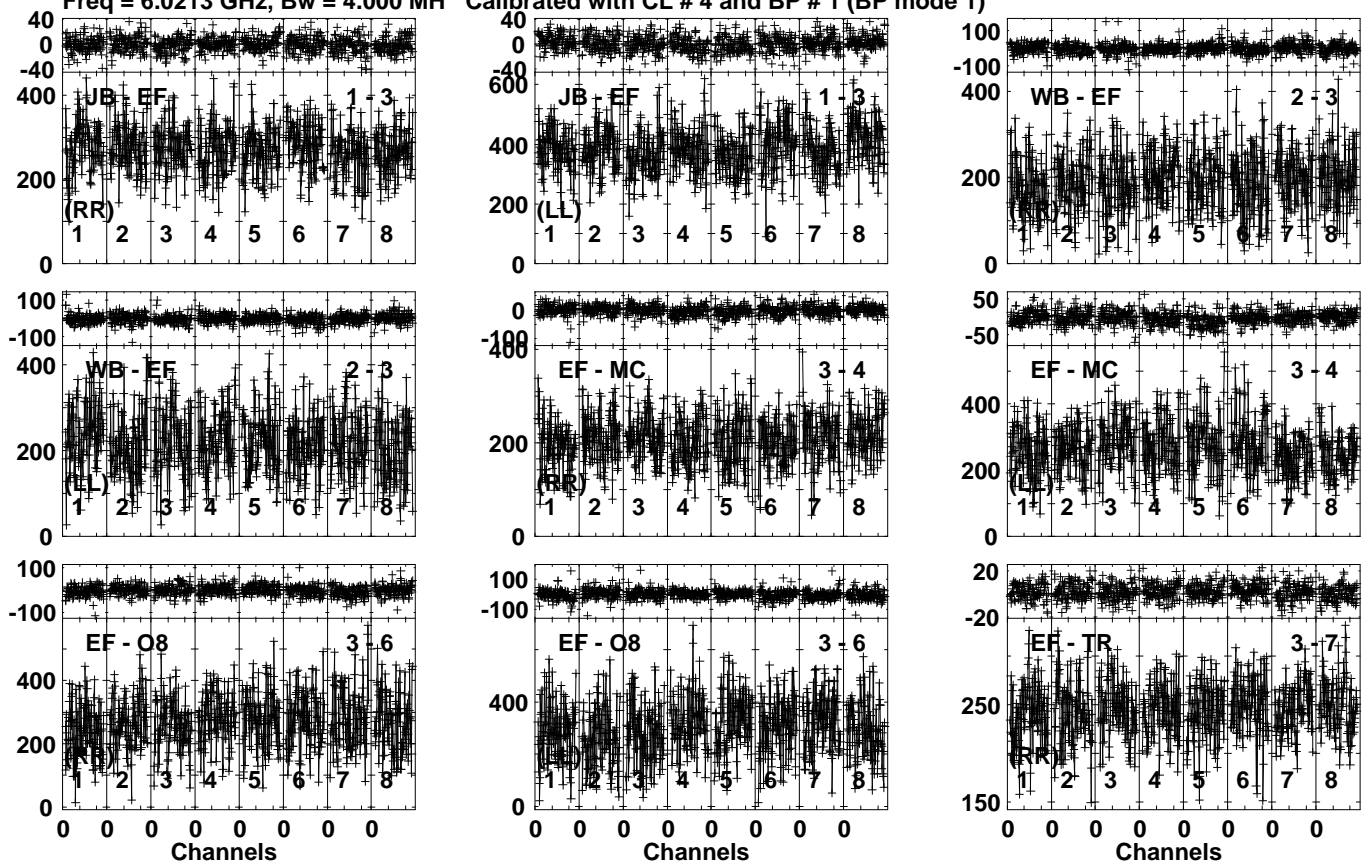 Freq = 6.0213 GHz, Bw = 4.000 MH Calibrated with CL # 4 and BP # 1 (BP mode 1)
40
0
-40
400
200
0
JB - EF 1 - 3
(RR)
1 2 3 4 5 6 7 8
40
0
-40
600
400
200
0
JB - EF 1 - 3
(LL)
1 2 3 4 5 6 7 8
100
-100
400
200
0
WB - EF 2 - 3
(RR)
1 2 3 4 5 6 7 8
100
-100
400
200
0
WB - EF 2 - 3
(LL)
1 2 3 4 5 6 7 8
0
-100
400
200
0
EF - MC 3 - 4
(RR)
1 2 3 4 5 6 7 8
50
-50
400
200
0
EF - MC 3 - 4
(LL)
1 2 3 4 5 6 7 8
100
-100
400
200
0
EF - O8 3 - 6
(RR)
1 2 3 4 5 6 7 8
0 0 0 0 0 0 0 0
Channels
100
-100
400
200
0
EF - O8 3 - 6
(LL)
1 2 3 4 5 6 7 8
0 0 0 0 0 0 0 0
Channels
20
-20
250
150
EF - TR 3 - 7
(RR)
1 2 3 4 5 6 7 8
0 0 0 0 0 0 0 0
Channels